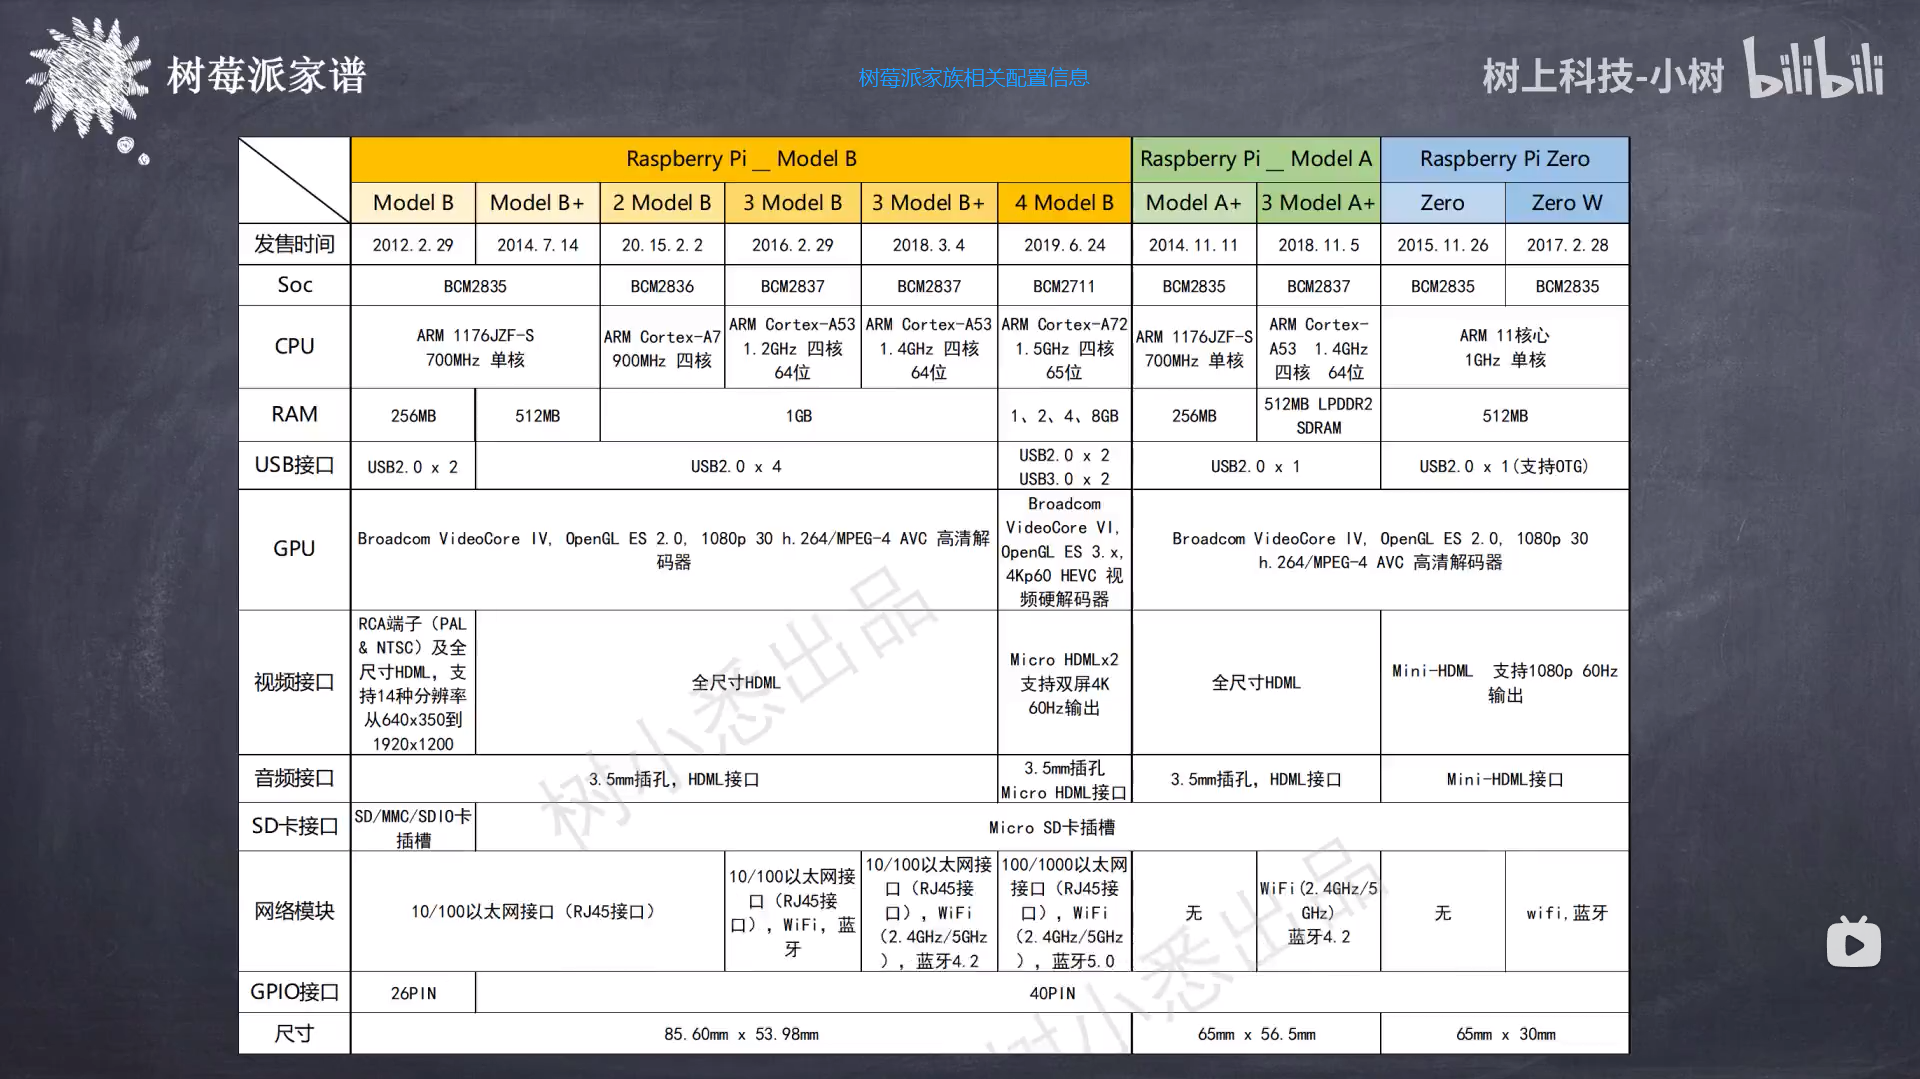 树莓派家谱
树莓派家族相关配置信息
树上科技-小树 bilibili
Raspberry Pi __ Model B
Raspberry Pi __ Model A
Raspberry Pi Zero
Model B
Model B+
2 Model B
3 Model B
3 Model B+
4 Model B
Model A+
3 Model A+
Zero
Zero W
发售时间
2012.2.29
2014.7.14
20.15.2.2
2016.2.29
2018.3.4
2019.6.24
2014.11.11
2018.11.5
2015.11.26
2017.2.28
Soc
BCM2835
BCM2836
BCM2837
BCM2837
BCM2711
BCM2835
BCM2837
BCM2835
BCM2835
CPU
ARM 1176JZF-S
700MHz 单核
ARM Cortex-A7
900MHz 四核
ARM Cortex-A53
1.2GHz 四核
64位
ARM Cortex-A53
1.4GHz 四核
64位
ARM Cortex-A72
1.5GHz 四核
65位
ARM 1176JZF-S
700MHz 单核
ARM Cortex-
A53 1.4GHz
四核 64位
ARM 11核心
1GHz 单核
RAM
256MB
512MB
1GB
1、2、4、8GB
256MB
512MB LPDDR2
SDRAM
512MB
USB接口
USB2.0 x 2
USB2.0 x 4
USB2.0 x 2
USB3.0 x 2
USB2.0 x 1
USB2.0 x 1(支持OTG)
GPU
Broadcom VideoCore IV, OpenGL ES 2.0, 1080p 30 h.264/MPEG-4 AVC 高清解
码器
Broadcom
VideoCore VI,
OpenGL ES 3.x,
4Kp60 HEVC 视
频硬解码器
Broadcom VideoCore IV, OpenGL ES 2.0, 1080p 30
h.264/MPEG-4 AVC 高清解码器
视频接口
RCA端子（PAL
& NTSC）及全
尺寸HDML，支
持14种分辨率
从640x350到
1920x1200
全尺寸HDML
Micro HDMLx2
支持双屏4K
60Hz输出
全尺寸HDML
Mini-HDML 支持1080p 60Hz
输出
音频接口
3.5mm插孔，HDML接口
3.5mm插孔
Micro HDML接口
3.5mm插孔，HDML接口
Mini-HDML接口
SD卡接口
SD/MMC/SDIO卡
插槽
Micro SD卡插槽
网络模块
10/100以太网接口（RJ45接口）
10/100以太网接
口（RJ45接
口），WiFi，蓝
牙
10/100以太网接
口（RJ45接
口），WiFi
（2.4GHz/5GHz
），蓝牙4.2
100/1000以太网
接口（RJ45接
口），WiFi
（2.4GHz/5GHz
），蓝牙5.0
无
WiFi(2.4GHz/5
GHz)
蓝牙4.2
无
wifi,蓝牙
GPIO接口
26PIN
40PIN
尺寸
85.60mm x 53.98mm
65mm x 56.5mm
65mm x 30mm
树小悉出品
树小悉出品